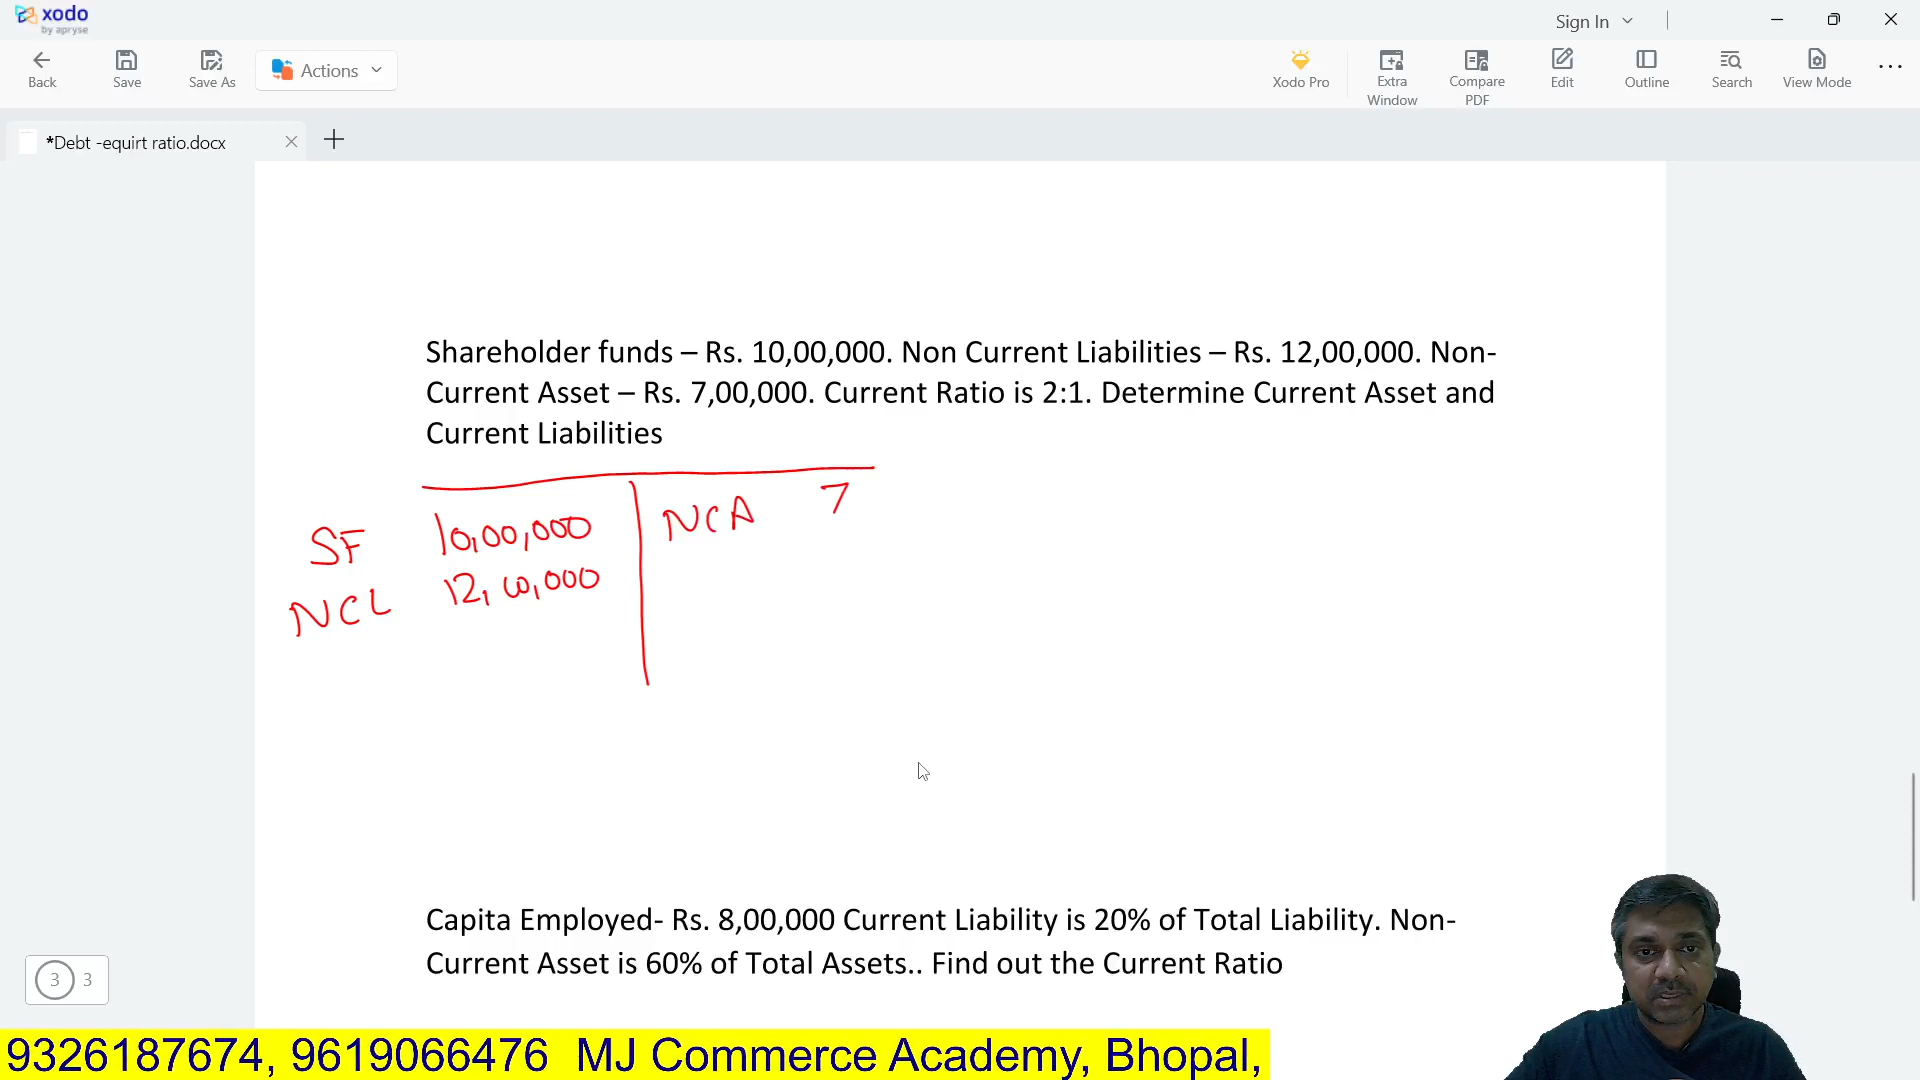 xodo
by apryse
Sign In
Back
Save
Save As
Actions
Xodo Pro
Extra Window
Compare PDF
Edit
Outline
Search
View Mode
*Debt -equirt ratio.docx
Shareholder funds – Rs. 10,00,000. Non Current Liabilities – Rs. 12,00,000. Non-
Current Asset – Rs. 7,00,000. Current Ratio is 2:1. Determine Current Asset and
Current Liabilities
SF 10,00,000 NCA 7
NCL 12,00,000
Capita Employed- Rs. 8,00,000 Current Liability is 20% of Total Liability. Non-
Current Asset is 60% of Total Assets.. Find out the Current Ratio
3 3
9326187674, 9619066476 MJ Commerce Academy, Bhopal,